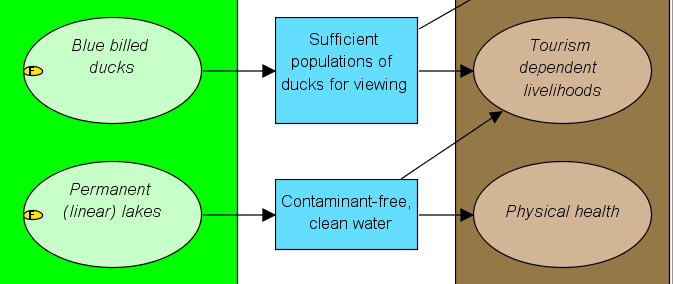 Blue billed
ducks
F
Sufficient
populations of
ducks for viewing
Tourism
dependent
livelihoods
Permanent
(linear) lakes
F
Contaminant-free,
clean water
Physical health